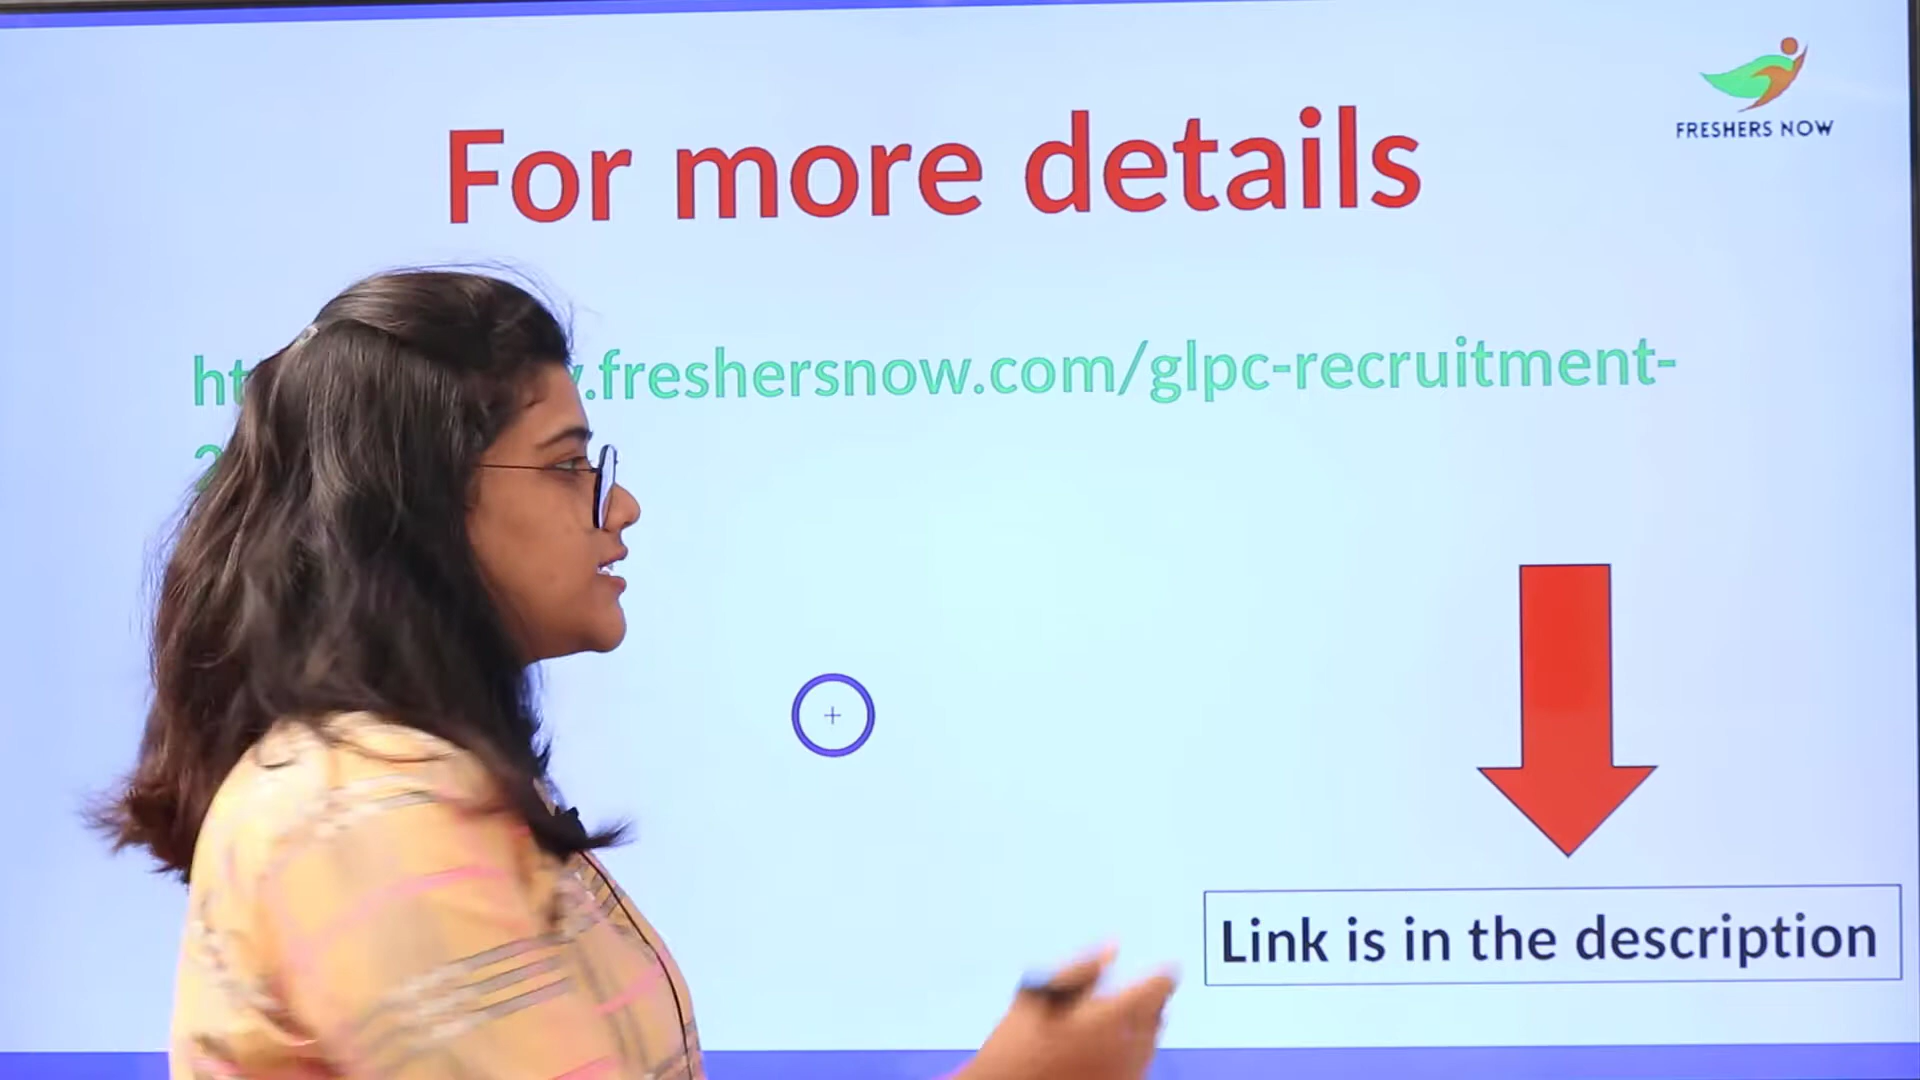 FRESHERS NOW
For more details
.freshersnow.com/glpc-recruitment-
Link is in the description